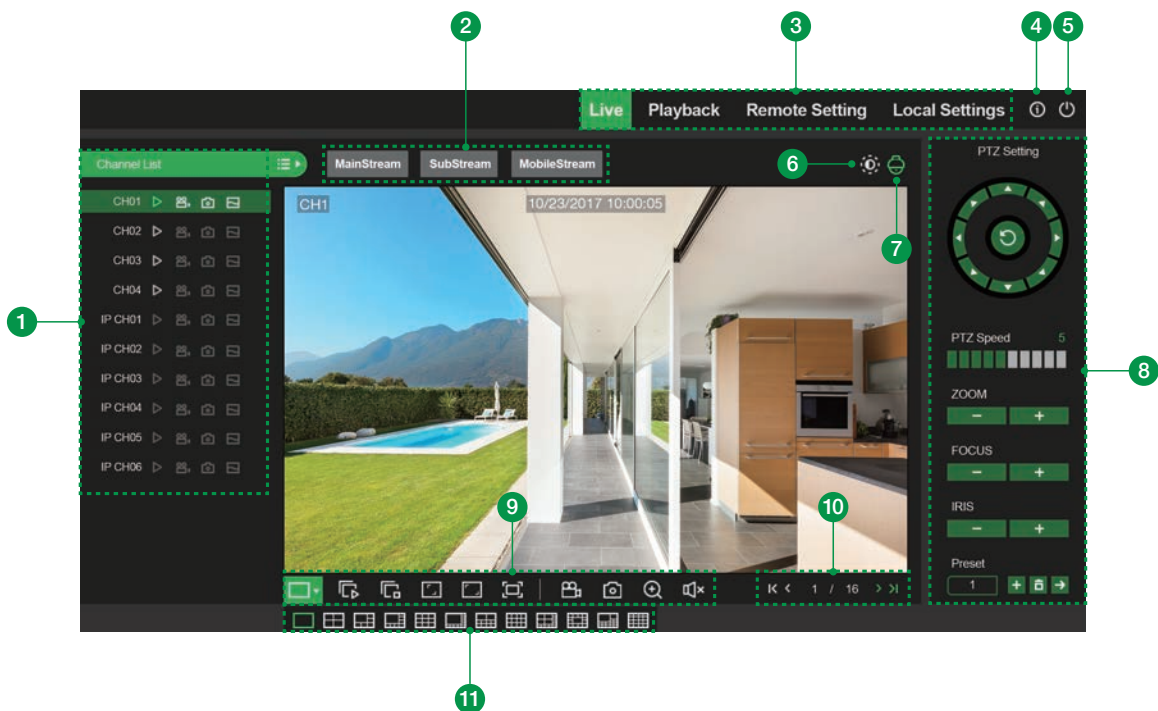 2
3
4
5
Live Playback Remote Setting Local Settings
PTZ Setting
Channel List
MainStream SubStream MobileStream
6
7
CH1 10/23/2017 10:00:05
CH01
CH02
CH03
CH04
IP CH01
IP CH02
IP CH03
IP CH04
IP CH05
IP CH06
1
PTZ Speed 5
8
ZOOM
- +
FOCUS
- +
IRIS
- +
Preset
1 +
9
10
1 / 16
11